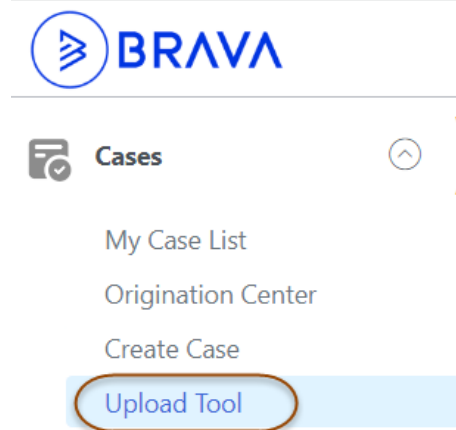 BRAVA
Cases
My Case List
Origination Center
Create Case
Upload Tool